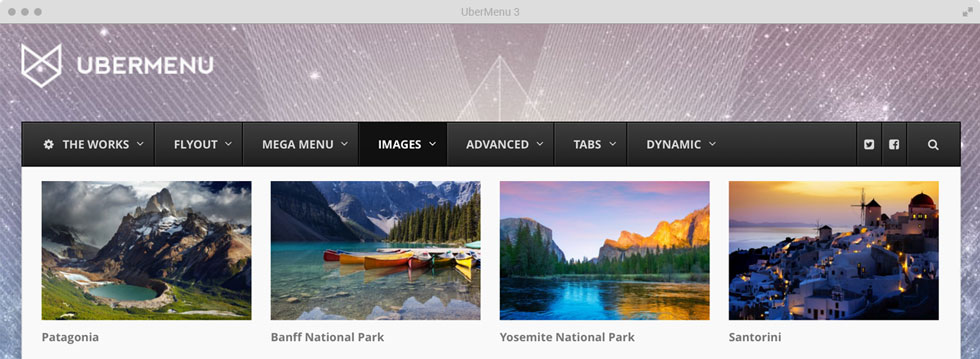 UberMenu 3
UBERMENU
THE WORKS FLYOUT MEGA MENU IMAGES ADVANCED TABS DYNAMIC
Patagonia Banff National Park Yosemite National Park Santorini